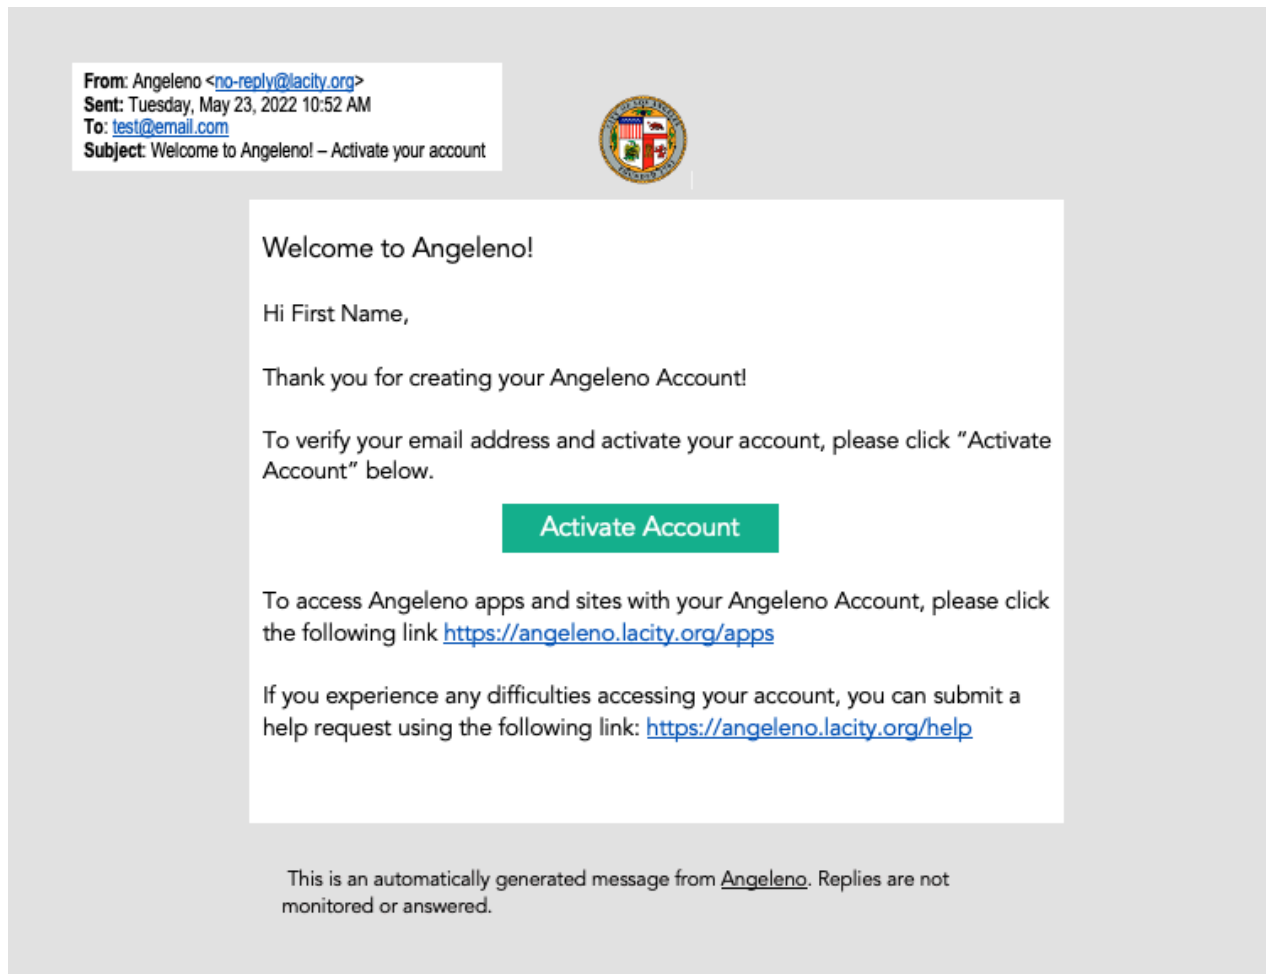 From: Angeleno <no-reply@lacity.org>
Sent: Tuesday, May 23, 2022 10:52 AM
To: test@email.com
Subject: Welcome to Angeleno! – Activate your account
Welcome to Angeleno!
Hi First Name,
Thank you for creating your Angeleno Account!
To verify your email address and activate your account, please click “Activate
Account” below.
Activate Account
To access Angeleno apps and sites with your Angeleno Account, please click
the following link https://angeleno.lacity.org/apps
If you experience any difficulties accessing your account, you can submit a
help request using the following link: https://angeleno.lacity.org/help
This is an automatically generated message from Angeleno. Replies are not
monitored or answered.